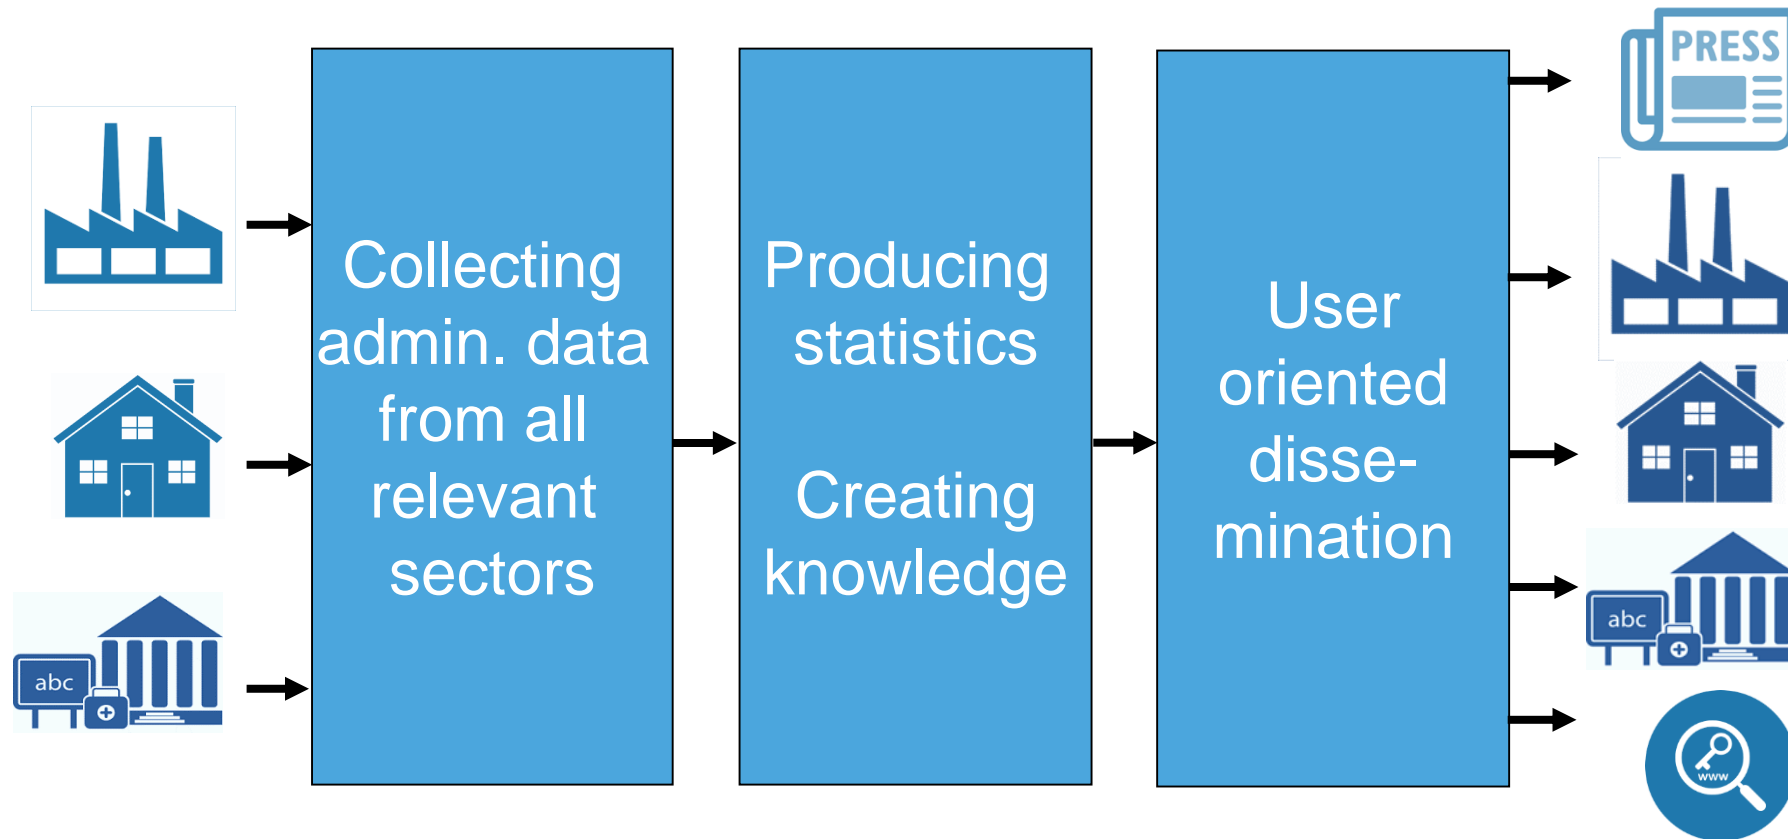 abc
Collecting
admin. data
from all
relevant
sectors
Producing
statistics
Creating
knowledge
User
oriented
disse-
mination
PRESS
abc
www